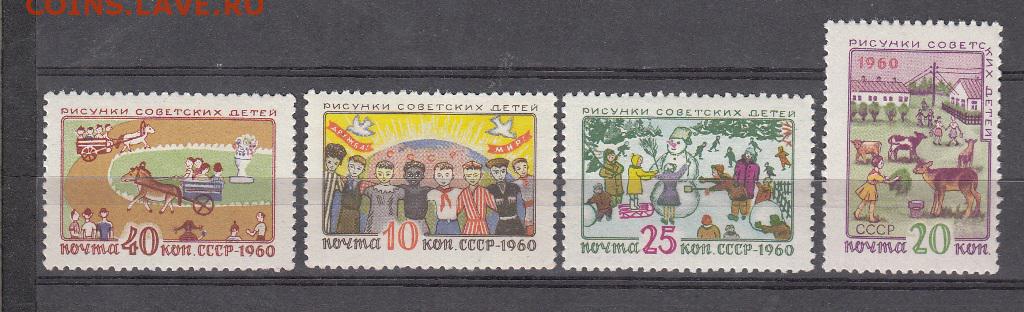 COINS.LAVE.RU
РИСУНКИ СОВЕТСКИХ ДЕТЕЙ
почта 40 коп. СССР-1960
РИСУНКИ СОВЕТСКИХ ДЕТЕЙ
ДРУЖБА!
МИР!
почта 10 коп. СССР-1960
РИСУНКИ СОВЕТСКИХ ДЕТЕЙ
почта 25 коп. СССР-1960
РИСУНКИ СОВЕТСКИХ ДЕТЕЙ
1960
СССР
почта 20 коп.